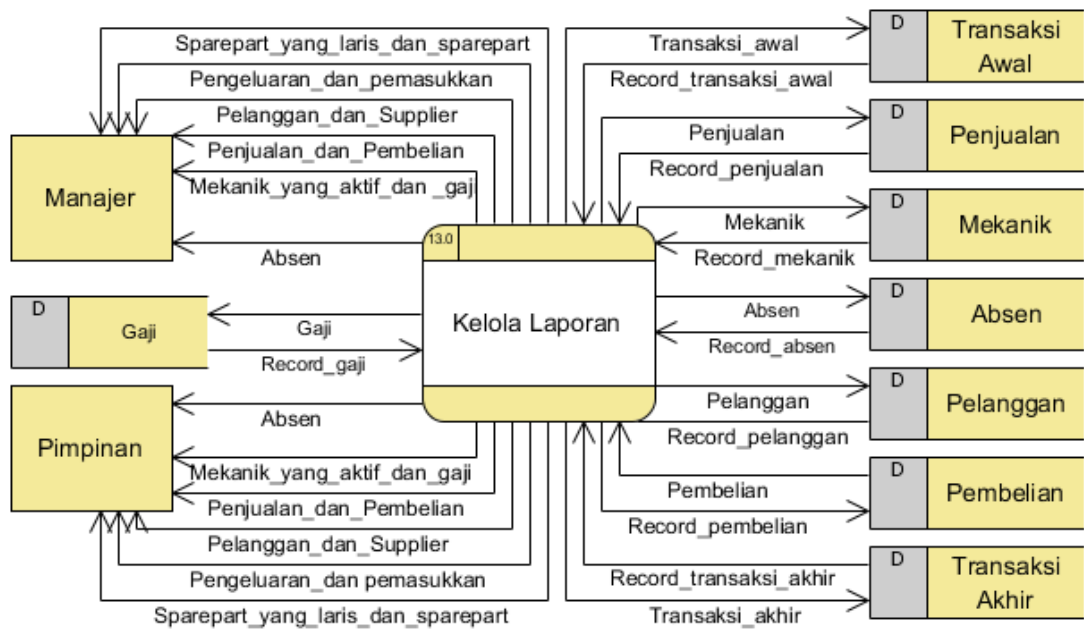 Sparepart_yang_laris_dan_sparepart
Pengeluaran_dan_pemasukkan
Pelanggan_dan_Supplier
Penjualan_dan_Pembelian
Mekanik_yang_aktif_dan _gaji
Absen
Manajer
D
Gaji
Gaji
Record_gaji
Pimpinan
Absen
Mekanik_yang_aktif_dan_gaji
Penjualan_dan_Pembelian
Pelanggan_dan_Supplier
Pengeluaran_dan pemasukkan
Sparepart_yang_laris_dan_sparepart
13.0
Kelola Laporan
Transaksi_awal
Record_transaksi_awal
D
Transaksi
Awal
Penjualan
Record_penjualan
D
Penjualan
Mekanik
Record_mekanik
D
Mekanik
Absen
Record_absen
D
Absen
Pelanggan
Record_pelanggan
D
Pelanggan
Pembelian
Record_pembelian
D
Pembelian
Record_transaksi_akhir
Transaksi_akhir
D
Transaksi
Akhir